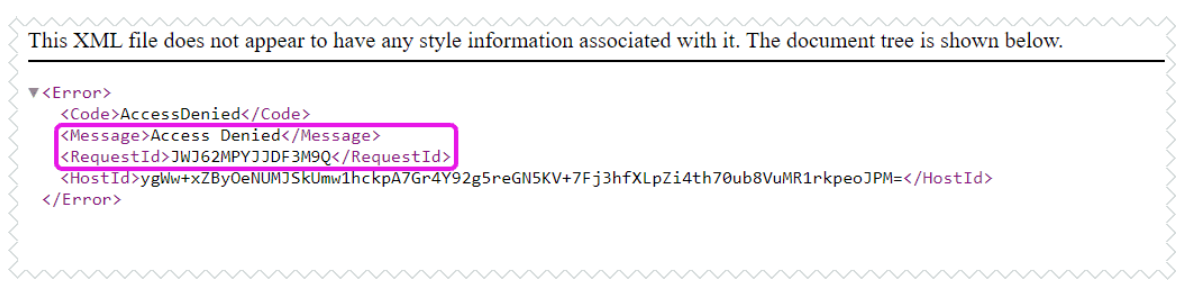 This XML file does not appear to have any style information associated with it. The document tree is shown below.
▼<Error>
<Code>AccessDenied</Code>
<Message>Access Denied</Message>
<RequestId>JWJ62MPYJJDF3M9Q</RequestId>
<HostId>ygWw+xZByOeNUMJSkUmw1hckpA7Gr4Y92g5reGN5KV+7Fj3hfXLpZi4th70ub8VuMR1rkpeoJPM=</HostId>
</Error>